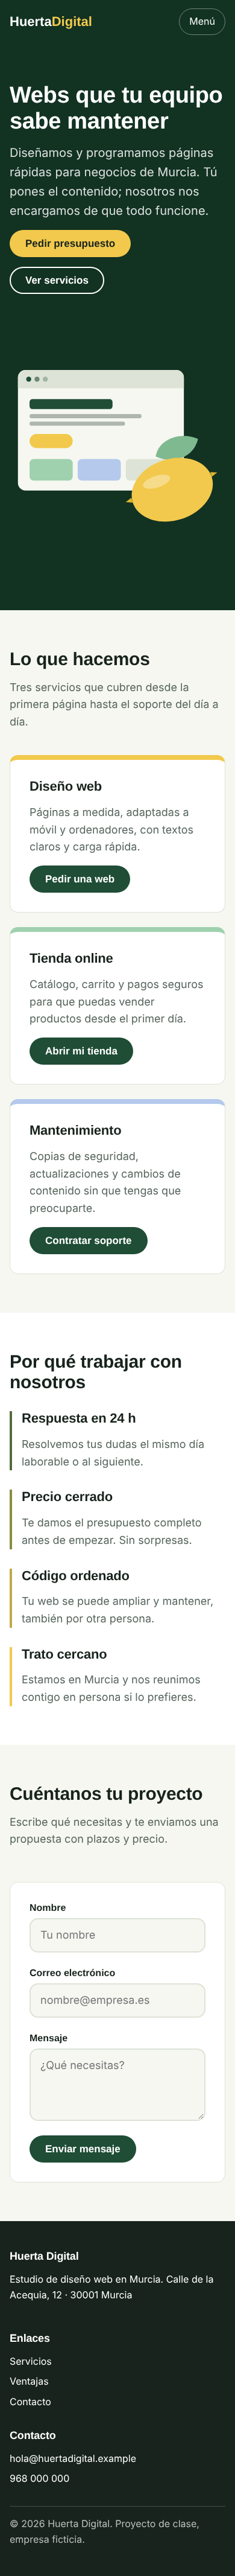 HuertaDigital
Menú
Webs que tu equipo
sabe mantener
Diseñamos y programamos páginas
rápidas para negocios de Murcia. Tú
pones el contenido; nosotros nos
encargamos de que todo funcione.
Pedir presupuesto
Ver servicios
Lo que hacemos
Tres servicios que cubren desde la
primera página hasta el soporte del día a
día.
Diseño web
Páginas a medida, adaptadas a
móvil y ordenadores, con textos
claros y carga rápida.
Pedir una web
Tienda online
Catálogo, carrito y pagos seguros
para que puedas vender
productos desde el primer día.
Abrir mi tienda
Mantenimiento
Copias de seguridad,
actualizaciones y cambios de
contenido sin que tengas que
preocuparte.
Contratar soporte
Por qué trabajar con
nosotros
Respuesta en 24 h
Resolvemos tus dudas el mismo día
laborable o al siguiente.
Precio cerrado
Te damos el presupuesto completo
antes de empezar. Sin sorpresas.
Código ordenado
Tu web se puede ampliar y mantener,
también por otra persona.
Trato cercano
Estamos en Murcia y nos reunimos
contigo en persona si lo prefieres.
Cuéntanos tu proyecto
Escribe qué necesitas y te enviamos una
propuesta con plazos y precio.
Nombre
Tu nombre
Correo electrónico
nombre@empresa.es
Mensaje
¿Qué necesitas?
Enviar mensaje
Huerta Digital
Estudio de diseño web en Murcia. Calle de la
Acequia, 12 · 30001 Murcia
Enlaces
Servicios
Ventajas
Contacto
Contacto
hola@huertadigital.example
968 000 000
© 2026 Huerta Digital. Proyecto de clase,
empresa ficticia.